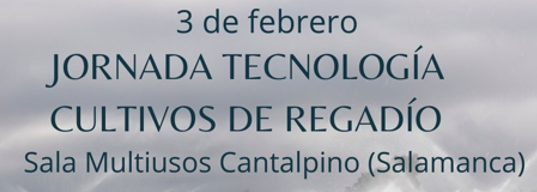 3 de febrero
JORNADA TECNOLOGÍA
CULTIVOS DE REGADÍO
Sala Multiusos Cantalpino (Salamanca)